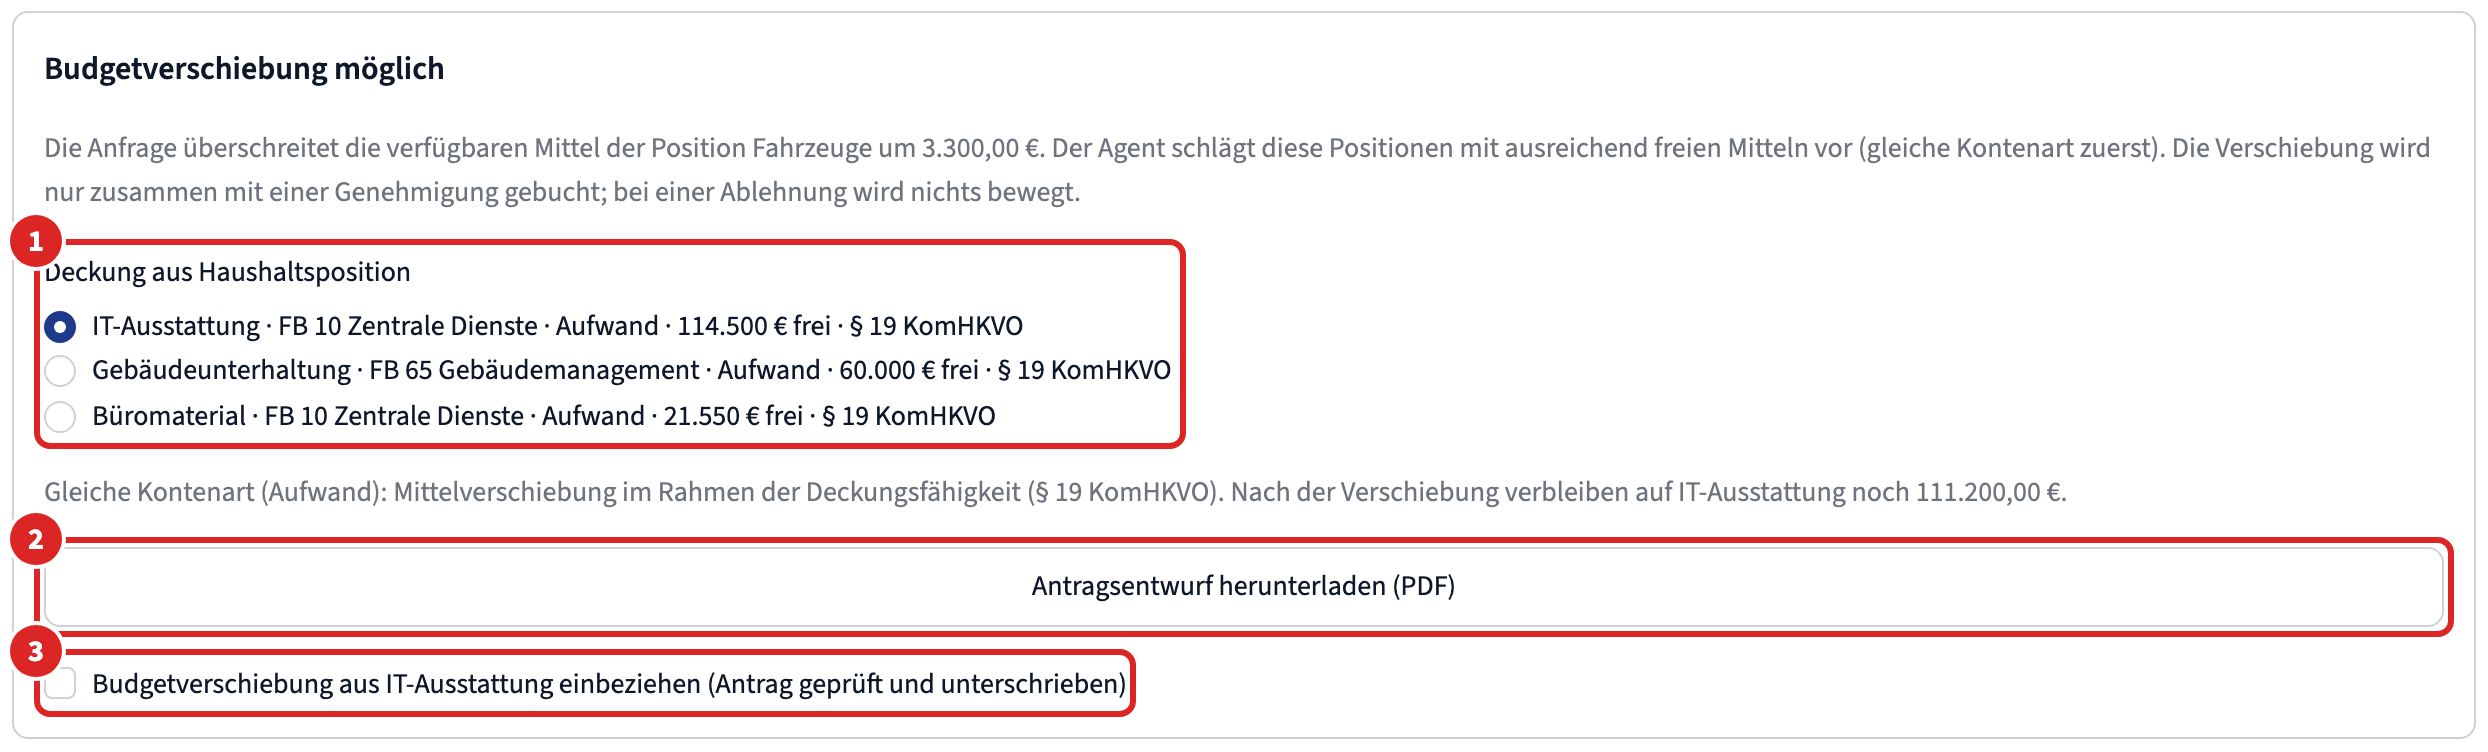 Budgetverschiebung möglich
Die Anfrage überschreitet die verfügbaren Mittel der Position Fahrzeuge um 3.300,00 €. Der Agent schlägt diese Positionen mit ausreichend freien Mitteln vor (gleiche Kontenart zuerst). Die Verschiebung wird
nur zusammen mit einer Genehmigung gebucht; bei einer Ablehnung wird nichts bewegt.
1
Deckung aus Haushaltsposition
IT-Ausstattung · FB 10 Zentrale Dienste · Aufwand · 114.500 € frei · § 19 KomHKVO
Gebäudeunterhaltung · FB 65 Gebäudemanagement · Aufwand · 60.000 € frei · § 19 KomHKVO
Büromaterial · FB 10 Zentrale Dienste · Aufwand · 21.550 € frei · § 19 KomHKVO
Gleiche Kontenart (Aufwand): Mittelverschiebung im Rahmen der Deckungsfähigkeit (§ 19 KomHKVO). Nach der Verschiebung verbleiben auf IT-Ausstattung noch 111.200,00 €.
2
Antragsentwurf herunterladen (PDF)
3
Budgetverschiebung aus IT-Ausstattung einbeziehen (Antrag geprüft und unterschrieben)